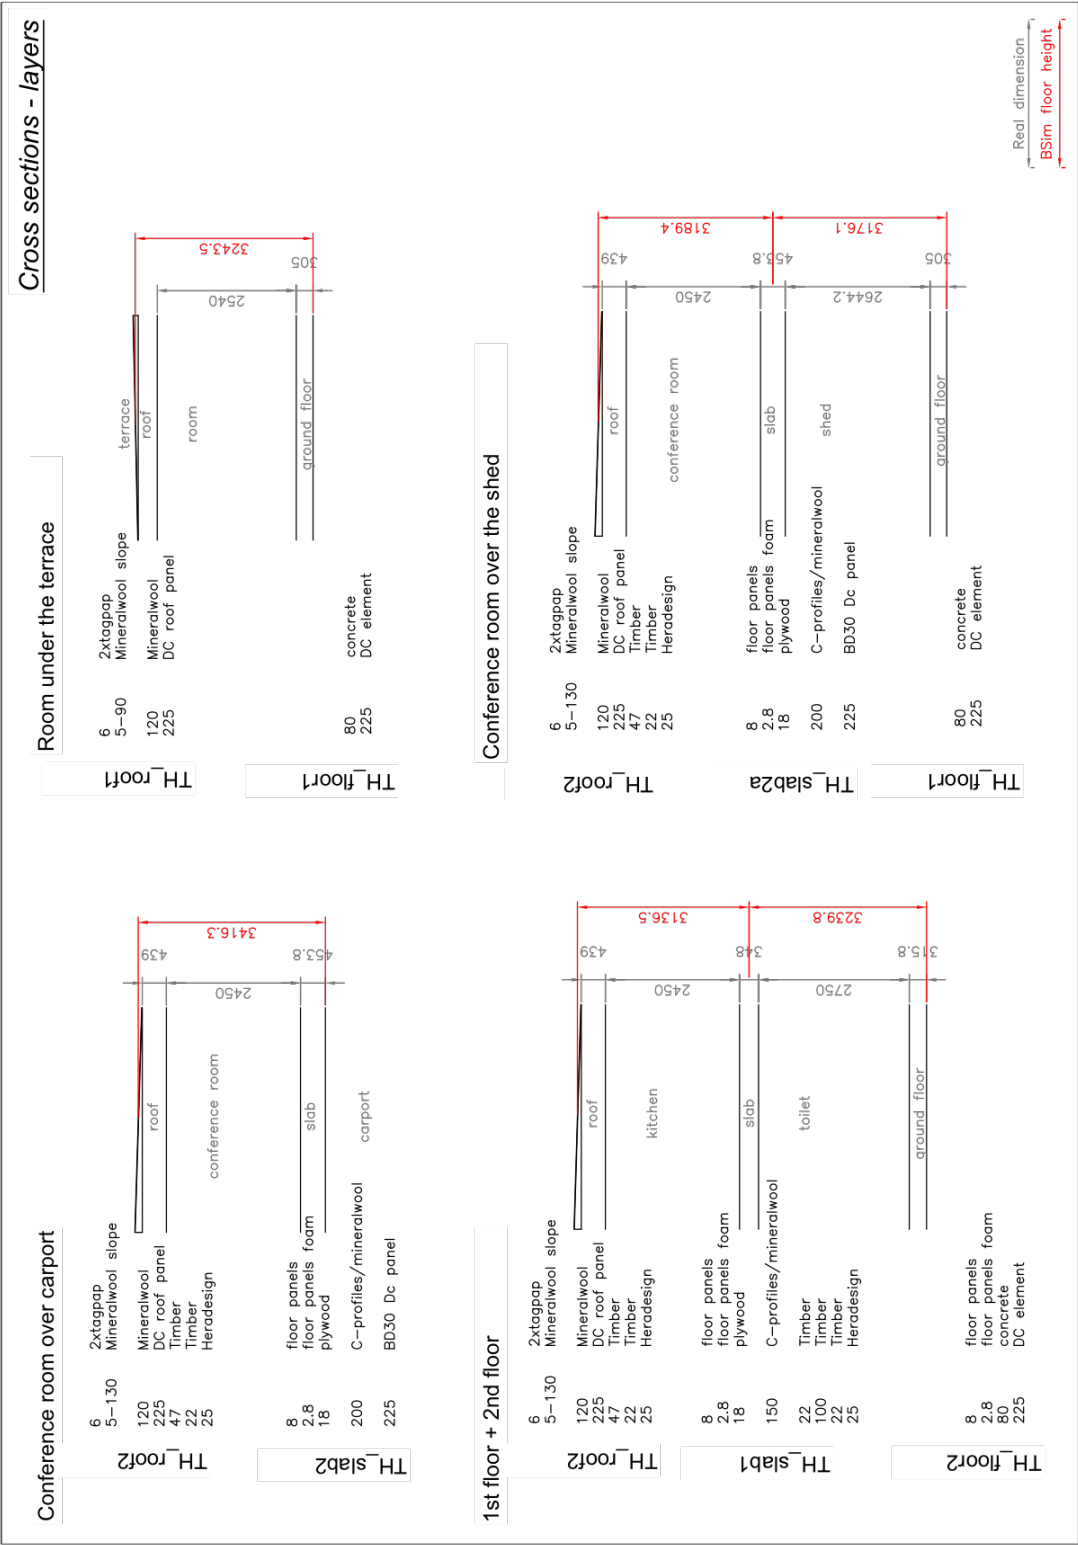 Cross sections - layers
Conference room over carport
TH_roof2
6 2xtagpap
5-130 Mineralwool slope
120 Mineralwool
225 DC roof panel
47 Timber
22 Timber
25 Heradesign
TH_slab2
8 floor panels
2.8 floor panels foam
18 plywood
200 C-profiles/mineralwool
225 BD30 Dc panel
roof
conference room
slab
carport
439
2450
453.8
3416.3
Room under the terrace
TH_roof1
6 2xtagpap
5-90 Mineralwool slope
120 Mineralwool
225 DC roof panel
TH_floor1
80 concrete
225 DC element
terrace
roof
room
ground floor
2540
305
3243.5
1st floor + 2nd floor
TH_roof2
6 2xtagpap
5-130 Mineralwool slope
120 Mineralwool
225 DC roof panel
47 Timber
22 Timber
25 Heradesign
TH_slab1
8 floor panels
2.8 floor panels foam
18 plywood
150 C-profiles/mineralwool
22 Timber
100 Timber
22 Timber
25 Heradesign
TH_floor2
8 floor panels
2.8 floor panels foam
80 concrete
225 DC element
roof
kitchen
slab
toilet
ground floor
439
2450
348
2750
315.8
3136.5
3239.8
Conference room over the shed
TH_roof2
6 2xtagpap
5-130 Mineralwool slope
120 Mineralwool
225 DC roof panel
47 Timber
22 Timber
25 Heradesign
TH_slab2a
8 floor panels
2.8 floor panels foam
18 plywood
200 C-profiles/mineralwool
225 BD30 Dc panel
TH_floor1
80 concrete
225 DC element
roof
conference room
slab
shed
ground floor
439
2450
453.8
2644.2
305
3189.4
3176.1
Real dimension
BSim floor height